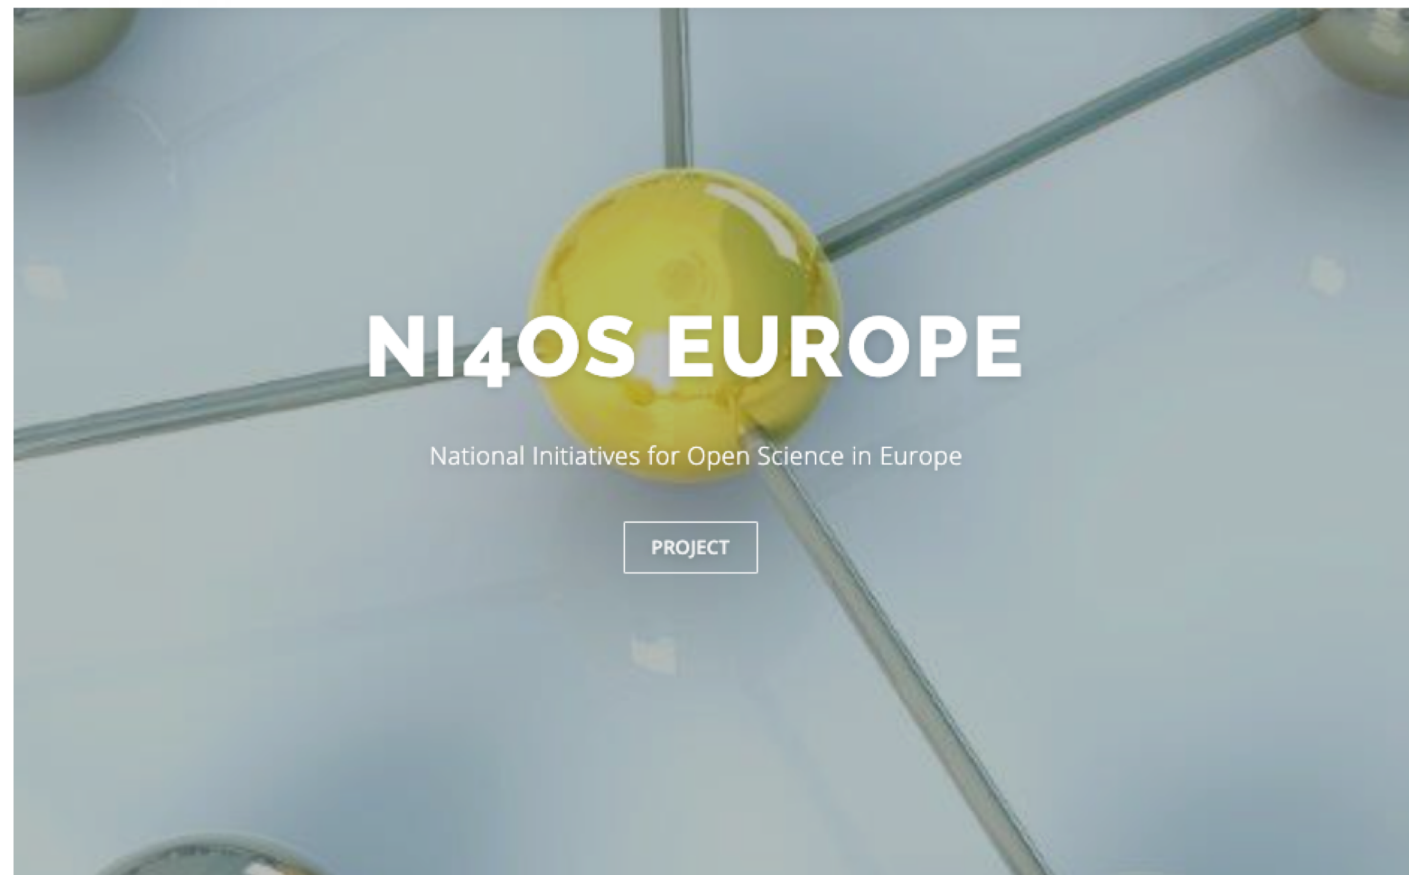 NI4OS EUROPE
National Initiatives for Open Science in Europe
PROJECT